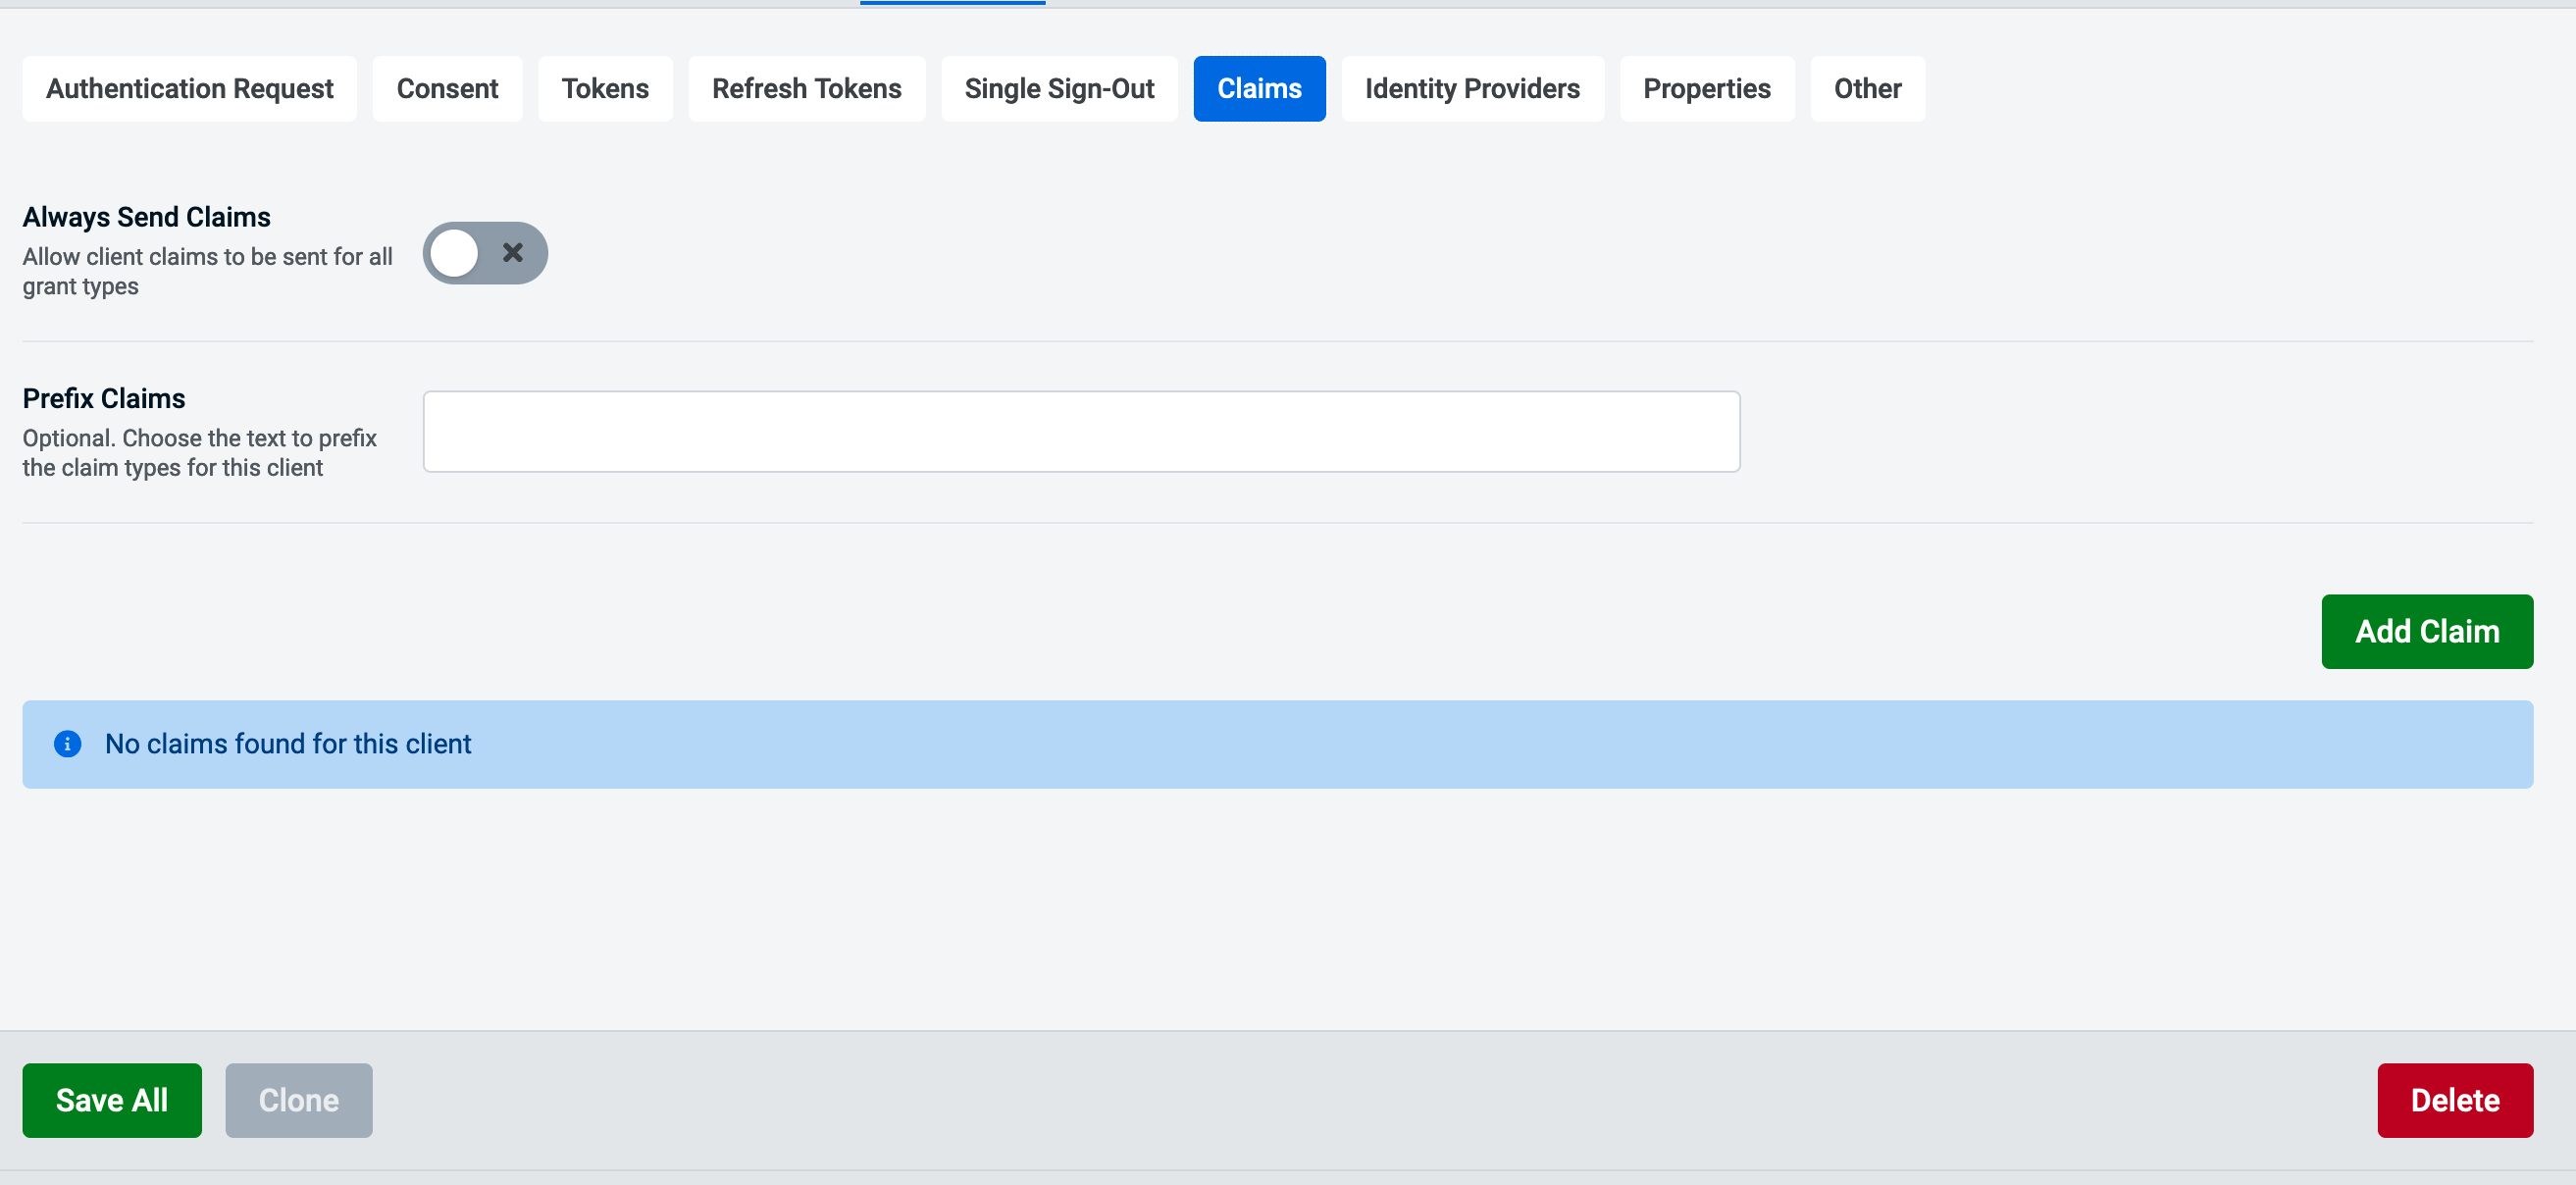 Authentication Request
Consent
Tokens
Refresh Tokens
Single Sign-Out
Claims
Identity Providers
Properties
Other
Always Send Claims
Allow client claims to be sent for all
grant types
Prefix Claims
Optional. Choose the text to prefix
the claim types for this client
Add Claim
No claims found for this client
Save All
Clone
Delete